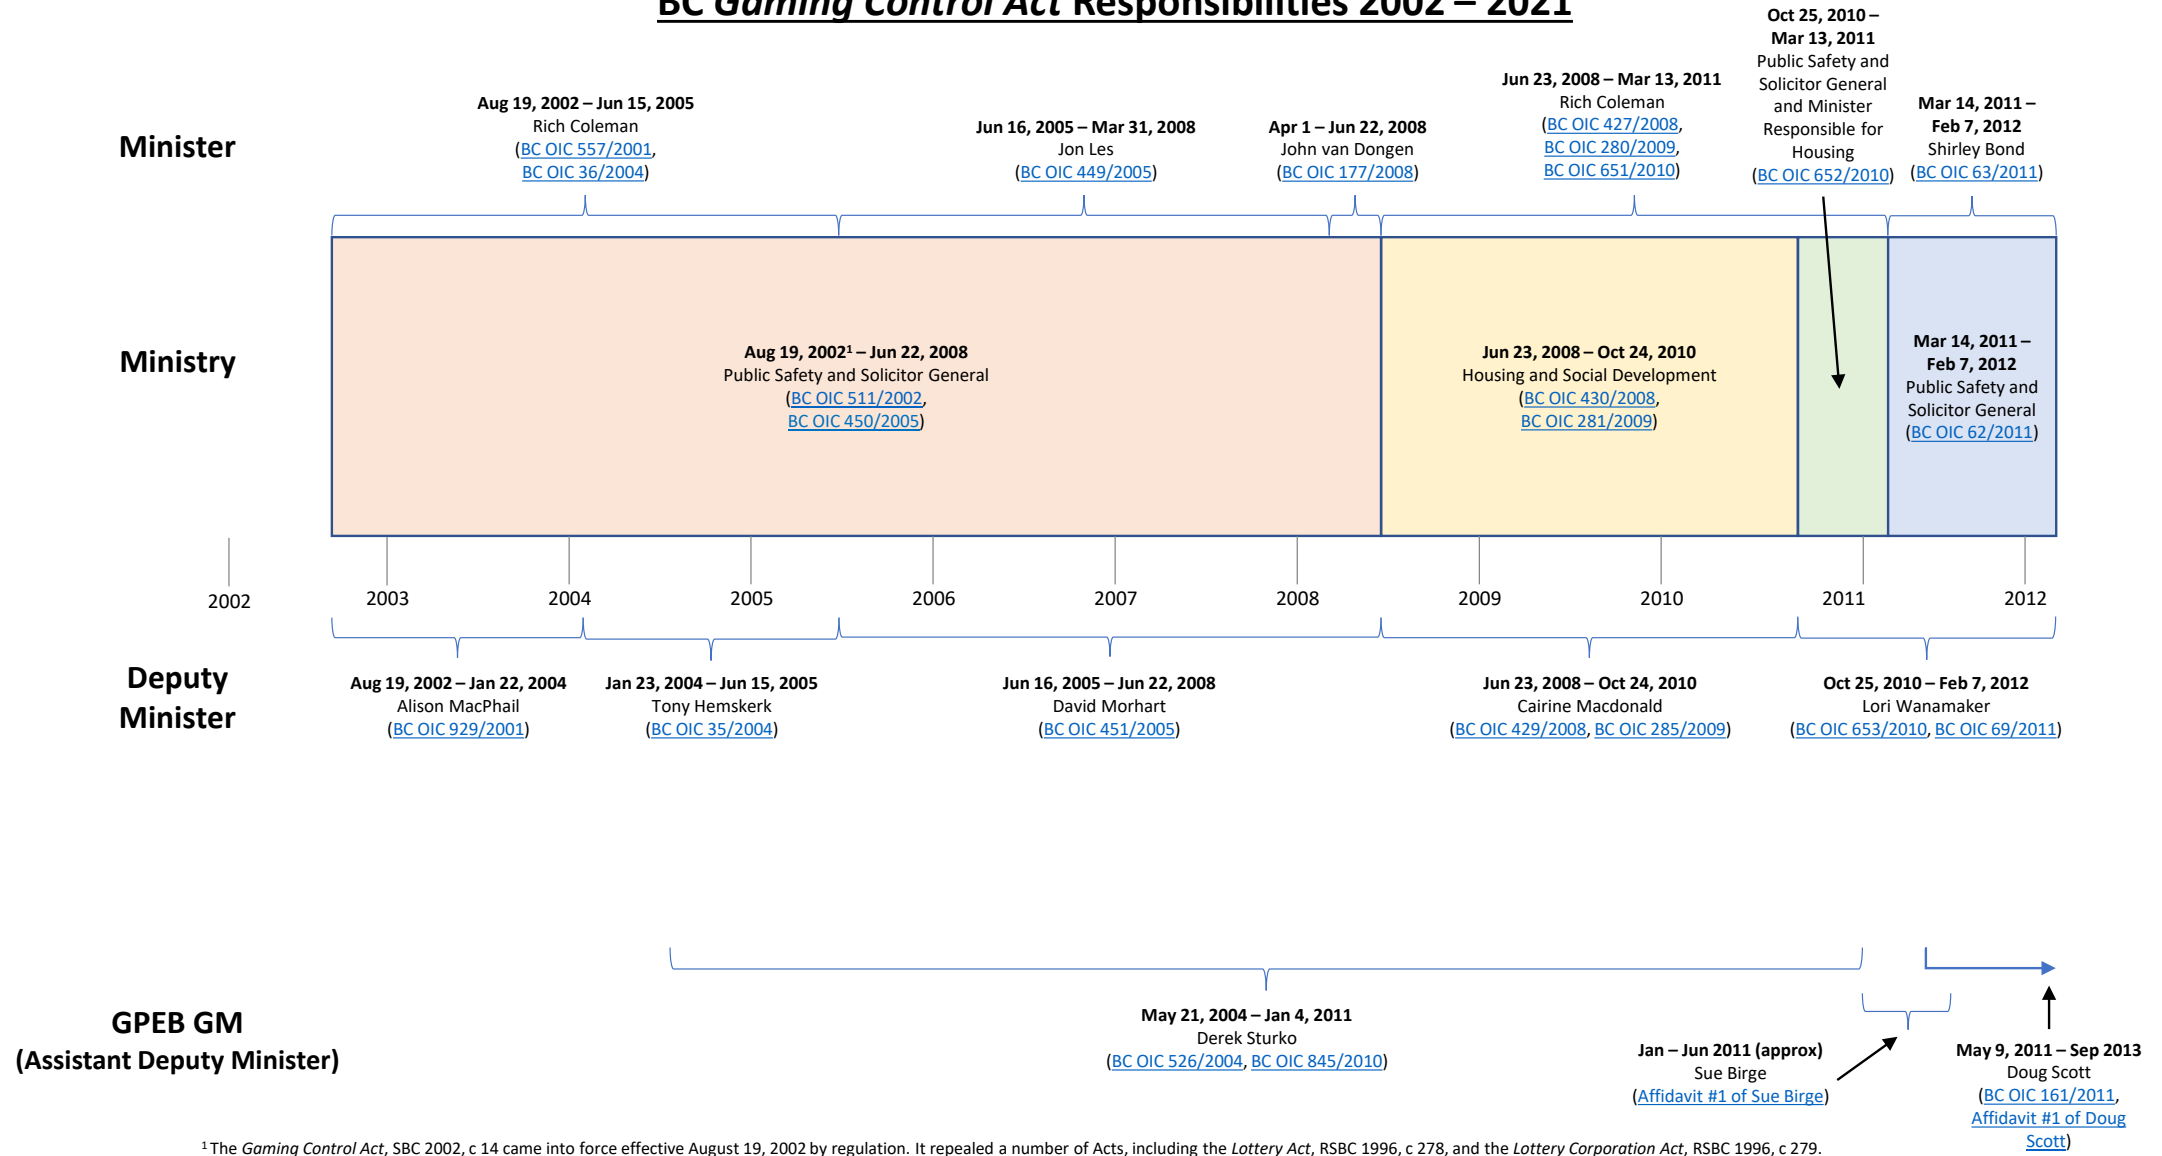 BC Gaming Control Act Responsibilities 2002 – 2021
Minister
Aug 19, 2002 – Jun 15, 2005
Rich Coleman
(BC OIC 557/2001,
BC OIC 36/2004)
Jun 16, 2005 – Mar 31, 2008
Jon Les
(BC OIC 449/2005)
Apr 1 – Jun 22, 2008
John van Dongen
(BC OIC 177/2008)
Jun 23, 2008 – Mar 13, 2011
Rich Coleman
(BC OIC 427/2008,
BC OIC 280/2009,
BC OIC 651/2010)
Oct 25, 2010 –
Mar 13, 2011
Public Safety and
Solicitor General
and Minister
Responsible for
Housing
(BC OIC 652/2010)
Mar 14, 2011 –
Feb 7, 2012
Shirley Bond
(BC OIC 63/2011)
Ministry
Aug 19, 2002¹ – Jun 22, 2008
Public Safety and Solicitor General
(BC OIC 511/2002,
BC OIC 450/2005)
Jun 23, 2008 – Oct 24, 2010
Housing and Social Development
(BC OIC 430/2008,
BC OIC 281/2009)
Mar 14, 2011 –
Feb 7, 2012
Public Safety and
Solicitor General
(BC OIC 62/2011)
2002
2003
2004
2005
2006
2007
2008
2009
2010
2011
2012
Deputy
Minister
Aug 19, 2002 – Jan 22, 2004
Alison MacPhail
(BC OIC 929/2001)
Jan 23, 2004 – Jun 15, 2005
Tony Hemskerk
(BC OIC 35/2004)
Jun 16, 2005 – Jun 22, 2008
David Morhart
(BC OIC 451/2005)
Jun 23, 2008 – Oct 24, 2010
Cairine Macdonald
(BC OIC 429/2008, BC OIC 285/2009)
Oct 25, 2010 – Feb 7, 2012
Lori Wanamaker
(BC OIC 653/2010, BC OIC 69/2011)
GPEB GM
(Assistant Deputy Minister)
May 21, 2004 – Jan 4, 2011
Derek Sturko
(BC OIC 526/2004, BC OIC 845/2010)
Jan – Jun 2011 (approx)
Sue Birge
(Affidavit #1 of Sue Birge)
May 9, 2011 – Sep 2013
Doug Scott
(BC OIC 161/2011,
Affidavit #1 of Doug
Scott)
¹ The Gaming Control Act, SBC 2002, c 14 came into force effective August 19, 2002 by regulation. It repealed a number of Acts, including the Lottery Act, RSBC 1996, c 278, and the Lottery Corporation Act, RSBC 1996, c 279.